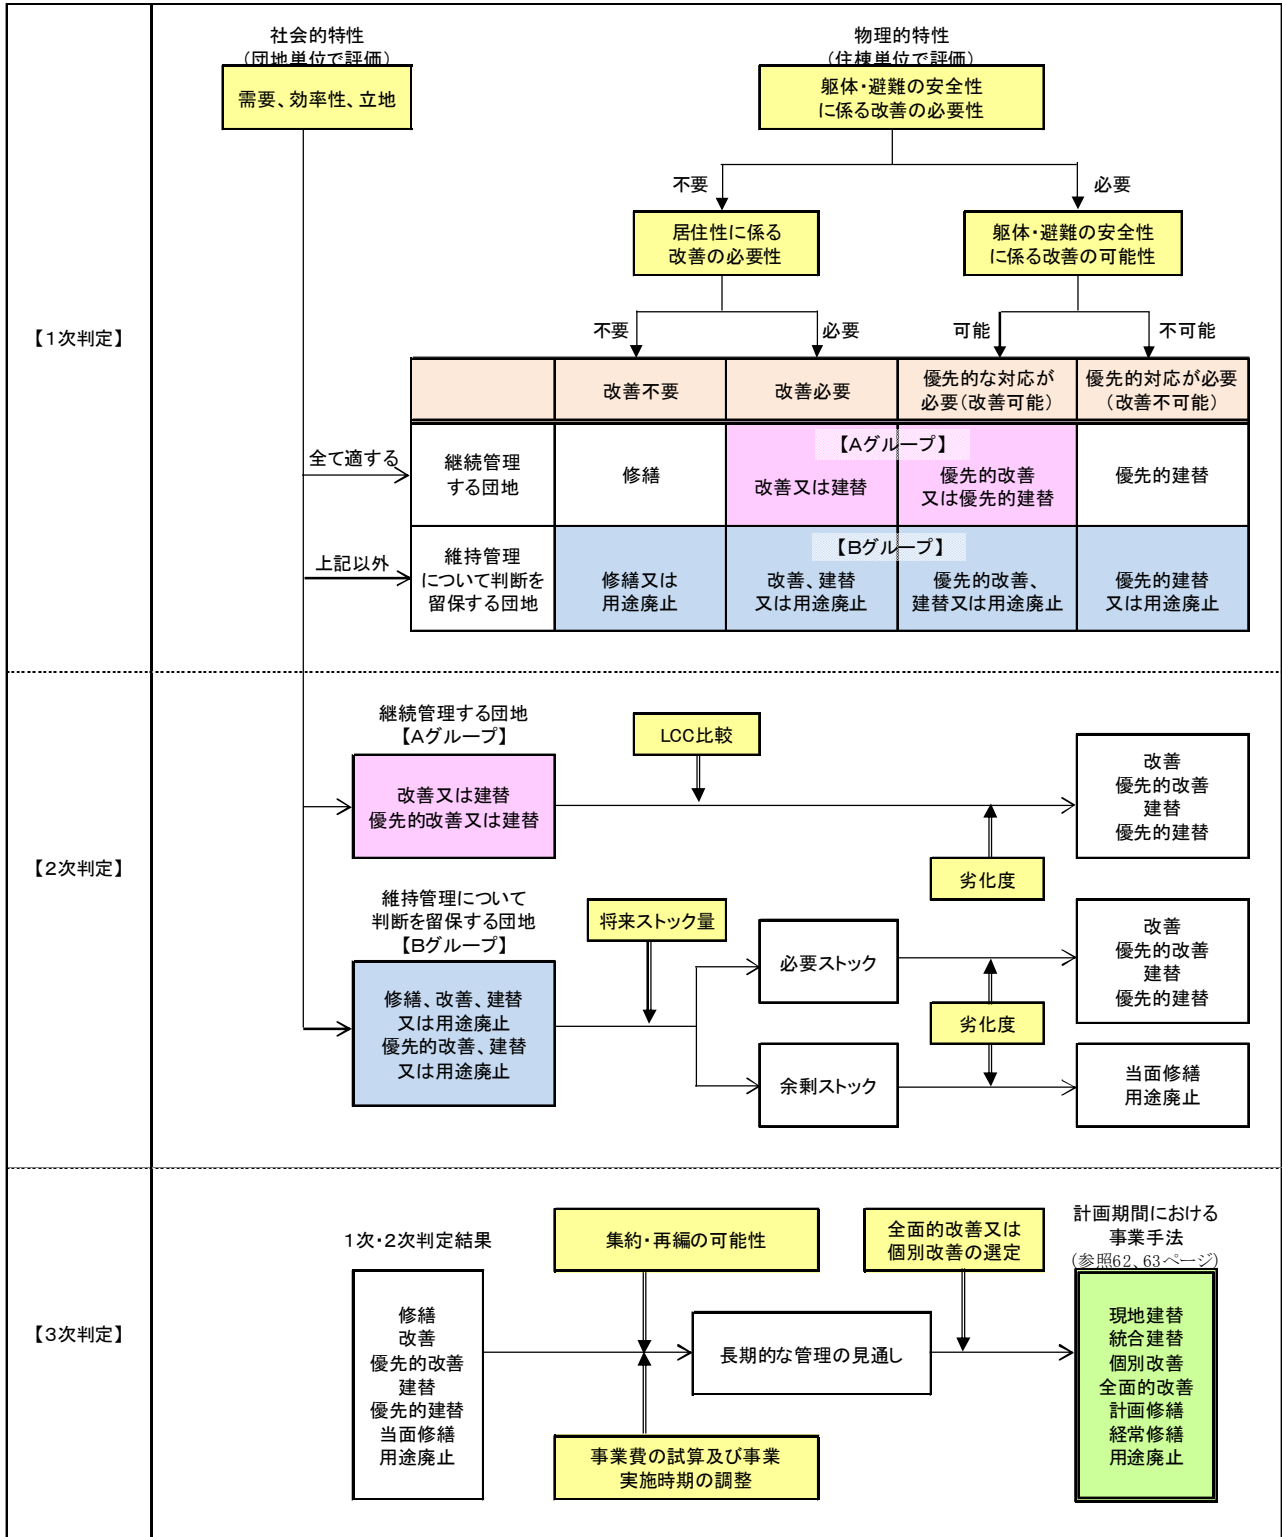 社会的特性
(団地単位で評価)
需要、効率性、立地
物理的特性
(住棟単位で評価)
躯体・避難の安全性
に係る改善の必要性
不要
必要
居住性に係る
改善の必要性
躯体・避難の安全性
に係る改善の可能性
不要
必要
可能
不可能
【1次判定】
改善不要
改善必要
優先的な対応が
必要(改善可能)
優先的対応が必要
(改善不可能)
全て適する
継続管理
する団地
修繕
【Aグループ】
改善又は建替
優先的改善
又は優先的建替
優先的建替
上記以外
維持管理
について判断を
留保する団地
【Bグループ】
修繕又は
用途廃止
改善、建替
又は用途廃止
優先的改善、
建替又は用途廃止
優先的建替
又は用途廃止
【2次判定】
継続管理する団地
【Aグループ】
改善又は建替
優先的改善又は建替
LCC比較
劣化度
改善
優先的改善
建替
優先的建替
維持管理について
判断を留保する団地
【Bグループ】
修繕、改善、建替
又は用途廃止
優先的改善、建替
又は用途廃止
将来ストック量
必要ストック
余剰ストック
劣化度
改善
優先的改善
建替
優先的建替
当面修繕
用途廃止
【3次判定】
1次・2次判定結果
修繕
改善
優先的改善
建替
優先的建替
当面修繕
用途廃止
集約・再編の可能性
事業費の試算及び事業
実施時期の調整
長期的な管理の見通し
全面的改善又は
個別改善の選定
計画期間における
事業手法
(参照62、63ページ)
現地建替
統合建替
個別改善
全面的改善
計画修繕
経常修繕
用途廃止